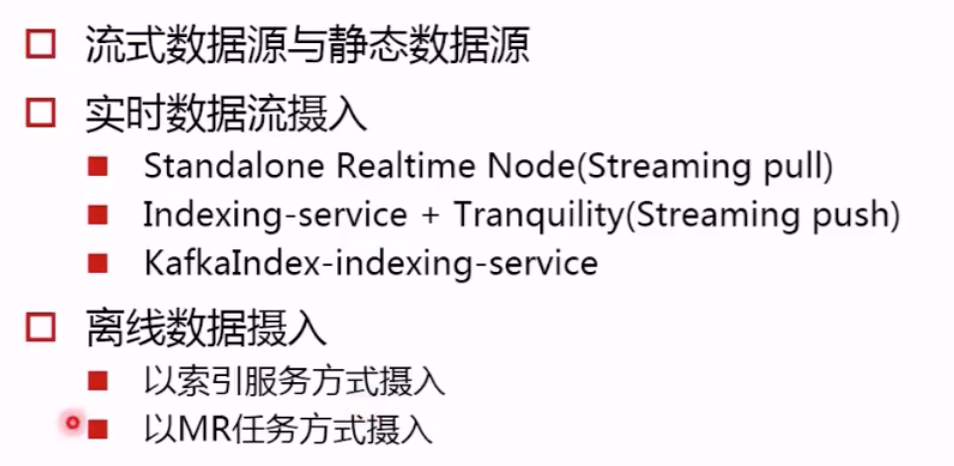 流式数据源与静态数据源
实时数据流摄入
Standalone Realtime Node(Streaming pull)
Indexing-service + Tranquility(Streaming push)
KafkaIndex-indexing-service
离线数据摄入
以索引服务方式摄入
以MR任务方式摄入